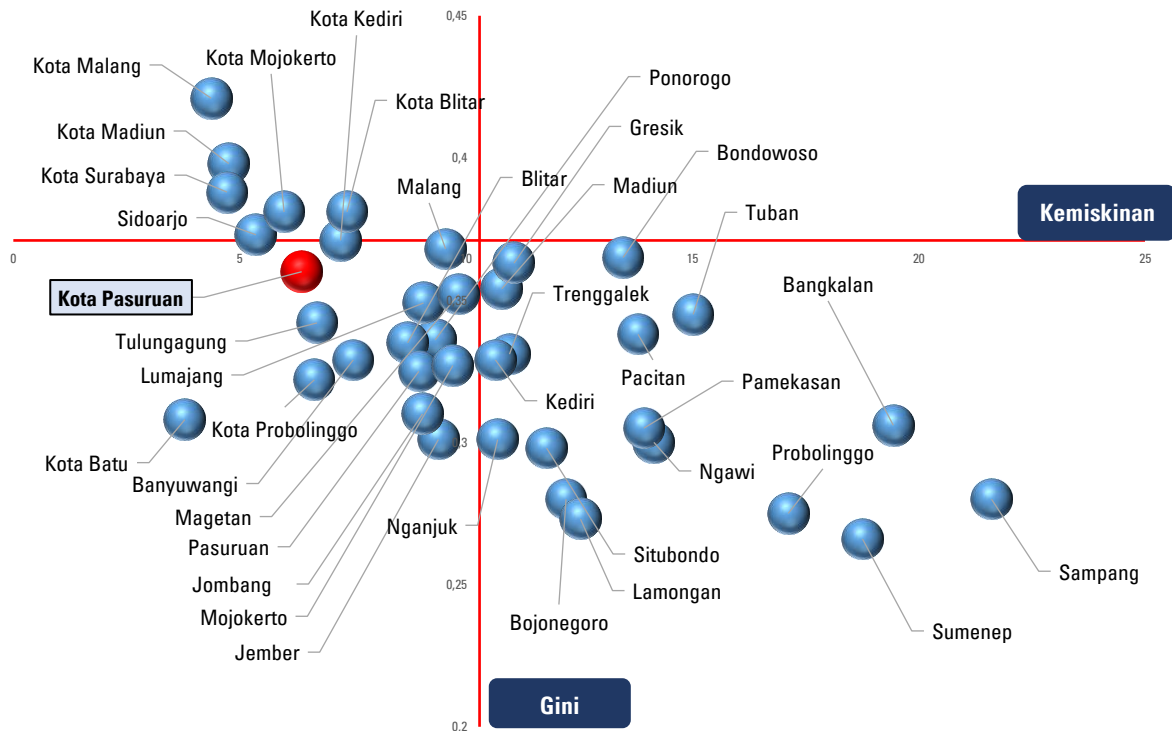 Kota Kediri
0,45
Kota Mojokerto
Kota Malang
Ponorogo
Kota Blitar
Gresik
Kota Madiun
0,4
Bondowoso
Malang
Blitar
Madiun
Kota Surabaya
Tuban
Sidoarjo
Kemiskinan
0
5
10
15
20
25
Bangkalan
Kota Pasuruan
0,35
Trenggalek
Tulungagung
Lumajang
Pacitan
Pamekasan
Kediri
Kota Probolinggo
0,3
Probolinggo
Kota Batu
Ngawi
Banyuwangi
Magetan
Nganjuk
Pasuruan
Situbondo
Jombang
0,25
Lamongan
Sampang
Mojokerto
Bojonegoro
Sumenep
Jember
Gini
0,2